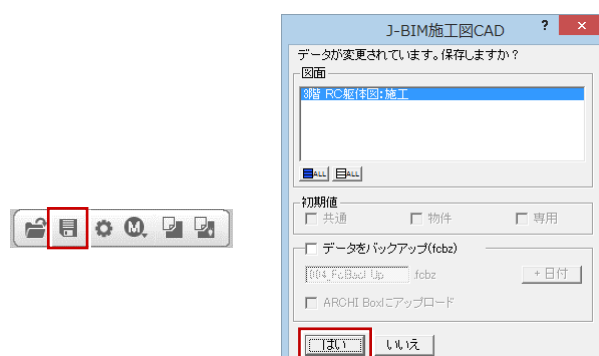 J-BIM施工図CAD ? ×
データが変更されています。保存しますか?
図面
3階 RC躯体図:施工
ALL ALL
初期値
共通 物件 専用
データをバックアップ(fcbz)
.fcbz +日付
ARCHI Boxにアップロード
はい いいえ
M